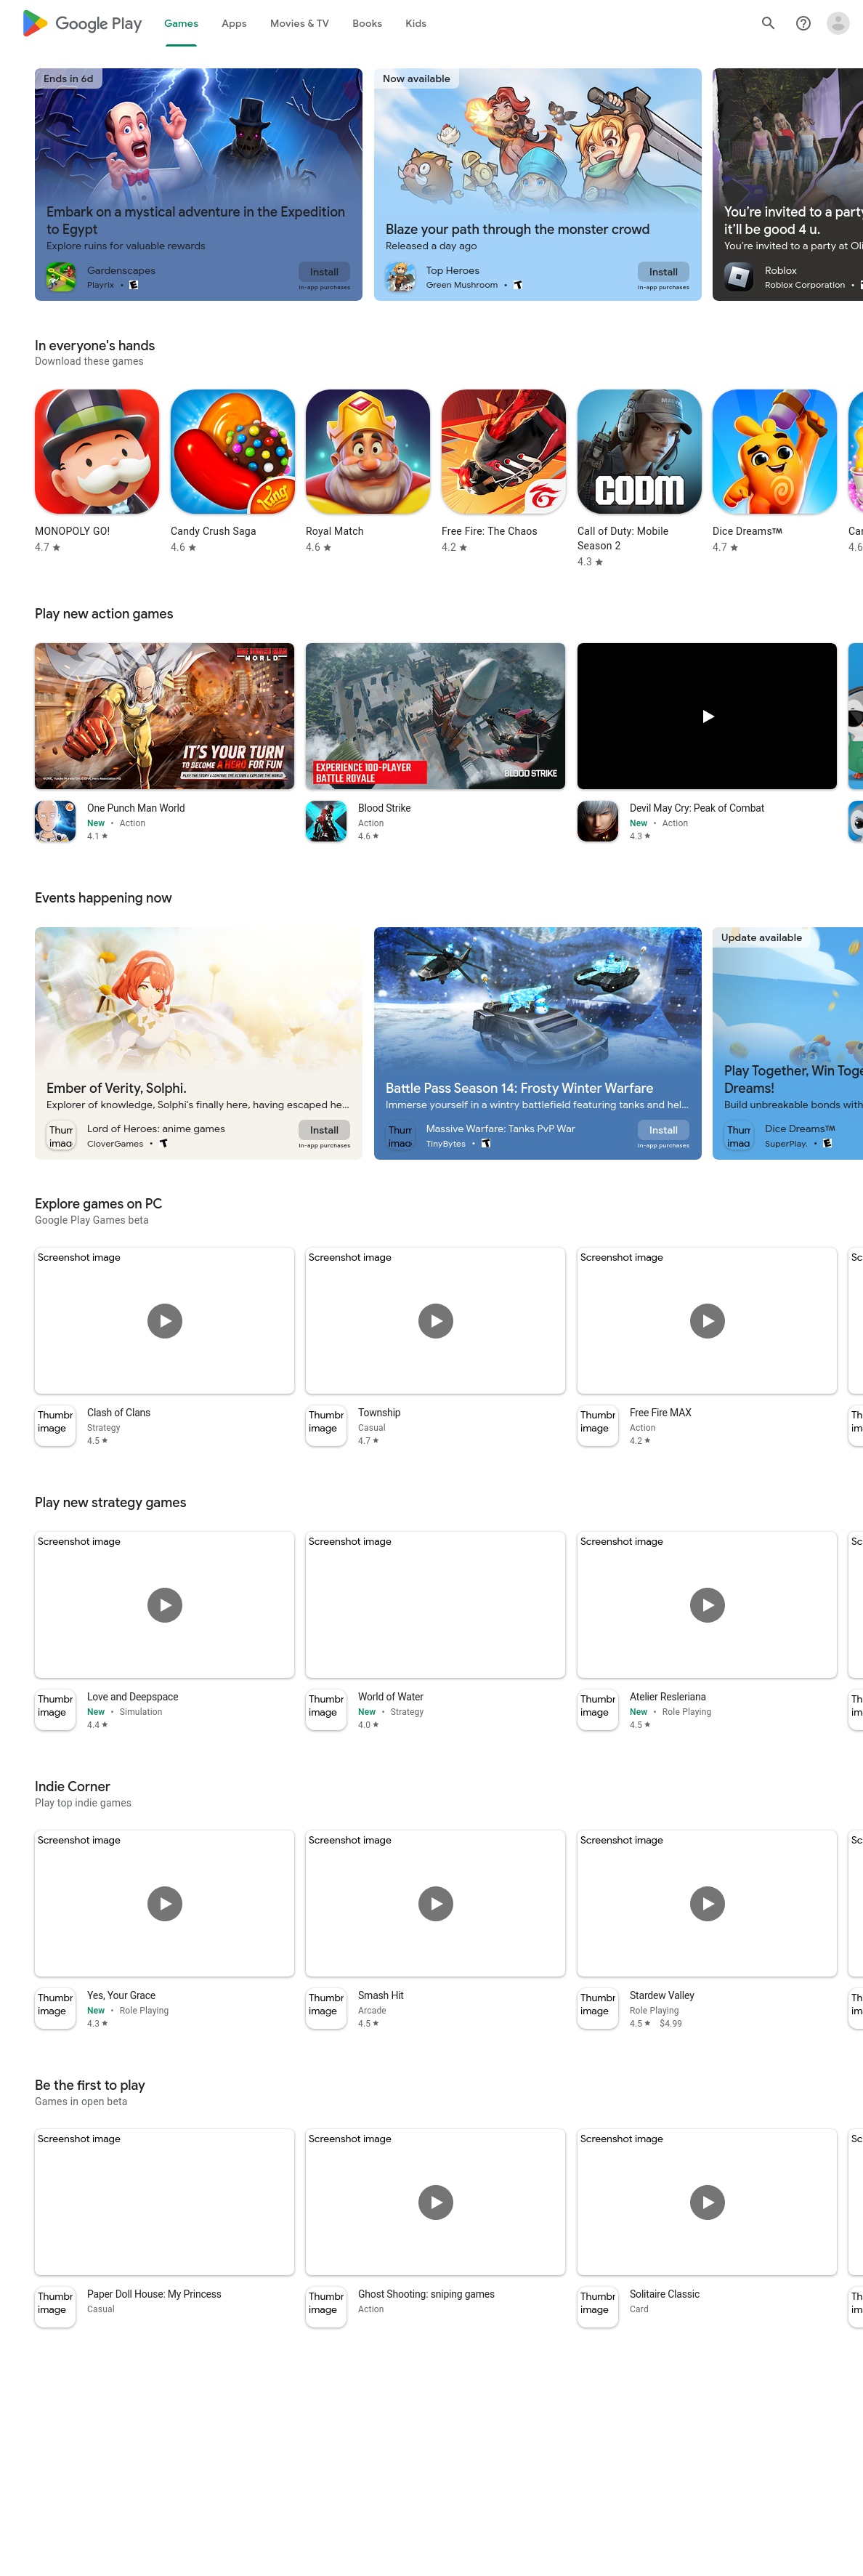 Google Play
Games
Apps
Movies & TV
Books
Kids
Ends in 6d
Embark on a mystical adventure in the Expedition
to Egypt
Explore ruins for valuable rewards
Gardenscapes
Playrix • E
Install
In-app purchases
Now available
Blaze your path through the monster crowd
Released a day ago
Top Heroes
Green Mushroom • T
Install
In-app purchases
You're invited to a party
it'll be good 4 u.
You're invited to a party at Oli
Roblox
Roblox Corporation •
In everyone's hands
Download these games
King
CODM
MONOPOLY GO!
4.7 ★
Candy Crush Saga
4.6 ★
Royal Match
4.6 ★
Free Fire: The Chaos
4.2 ★
Call of Duty: Mobile
Season 2
4.3 ★
Dice Dreams™
4.7 ★
Car
4.6
Play new action games
WORLD
IT'S YOUR TURN
TO BECOME A HERO FOR FUN
EXPERIENCE 100-PLAYER
BATTLE ROYALE
BLOOD STRIKE
One Punch Man World
New • Action
4.1 ★
Blood Strike
Action
4.6 ★
Devil May Cry: Peak of Combat
New • Action
4.3 ★
Events happening now
Ember of Verity, Solphi.
Explorer of knowledge, Solphi's finally here, having escaped he...
Thum
imag
Lord of Heroes: anime games
CloverGames • T
Install
In-app purchases
Battle Pass Season 14: Frosty Winter Warfare
Immerse yourself in a wintry battlefield featuring tanks and hel...
Thum
imag
Massive Warfare: Tanks PvP War
TinyBytes • T
Install
In-app purchases
Update available
Play Together, Win Toge
Dreams!
Build unbreakable bonds with
Thum
imag
Dice Dreams™
SuperPlay. • E
Explore games on PC
Google Play Games beta
Screenshot image
Screenshot image
Screenshot image
Sc
Thumbr
image
Clash of Clans
Strategy
4.5 ★
Thumbr
image
Township
Casual
4.7 ★
Thumbr
image
Free Fire MAX
Action
4.2 ★
Th
im
Play new strategy games
Screenshot image
Screenshot image
Screenshot image
Sc
Thumbr
image
Love and Deepspace
New • Simulation
4.4 ★
Thumbr
image
World of Water
New • Strategy
4.0 ★
Thumbr
image
Atelier Resleriana
New • Role Playing
4.5 ★
Th
im
Indie Corner
Play top indie games
Screenshot image
Screenshot image
Screenshot image
Sc
Thumbr
image
Yes, Your Grace
New • Role Playing
4.3 ★
Thumbr
image
Smash Hit
Arcade
4.5 ★
Thumbr
image
Stardew Valley
Role Playing
4.5 ★ $4.99
Th
im
Be the first to play
Games in open beta
Screenshot image
Screenshot image
Screenshot image
Sc
Thumbr
image
Paper Doll House: My Princess
Casual
Thumbr
image
Ghost Shooting: sniping games
Action
Thumbr
image
Solitaire Classic
Card
Th
im